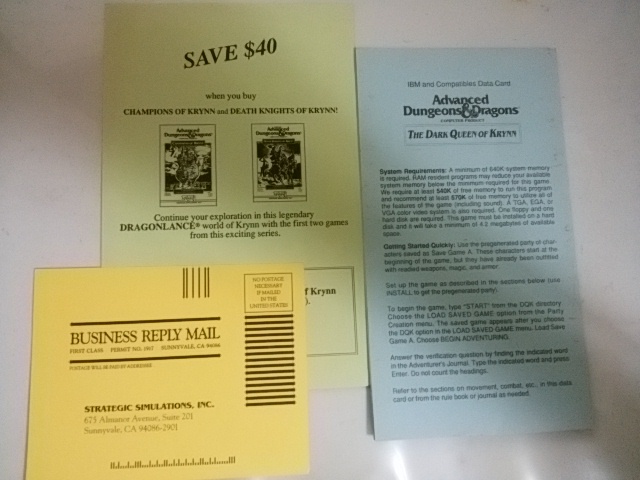 SAVE $40
when you buy
CHAMPIONS OF KRYNN and DEATH KNIGHTS OF KRYNN!
Advanced
Dungeons & Dragons
Advanced
Dungeons & Dragons
Continue your exploration in this legendary
DRAGONLANCE® world of Krynn with the first two games
from this exciting series.
of Krynn
).
NO POSTAGE
NECESSARY
IF MAILED
IN THE
UNITED STATES
BUSINESS REPLY MAIL
FIRST CLASS PERMIT NO. SUNNYVALE, CA 94086
POSTAGE WILL BE PAID BY ADDRESSEE
STRATEGIC SIMULATIONS, INC.
675 Almanor Avenue, Suite 201
Sunnyvale, CA 94086-2901
IBM and Compatibles Data Card
Advanced
Dungeons & Dragons
COMPUTER PRODUCT
THE DARK QUEEN OF KRYNN
System Requirements: A minimum of 640K system memory
is required. RAM resident programs may reduce your available
system memory below the minimum required for this game.
We require at least 540K of free memory to run this program
and recommend at least 570K of free memory to utilize all of
the features of the game (including sound). A TGA, EGA, or
VGA color video system is also required. One floppy and one
hard disk are required. This game must be installed on a hard
disk and it will take a minimum of 4.2 megabytes of available
space.
Getting Started Quickly: Use the pregenerated party of char-
acters saved as Save Game A. These characters start at the
beginning of the game, but they have already been outfitted
with readied weapons, magic, and armor.
Set up the game as described in the sections below (use
INSTALL to get the pregenerated party).
To begin the game, type "START" from the DQK directory.
Choose the LOAD SAVED GAME option from the Party
Creation menu. The saved game appears after you choose
the DQK option in the LOAD SAVED GAME menu. Load Save
Game A. Choose BEGIN ADVENTURING.
Answer the verification question by finding the indicated word
in the Adventurer's Journal. Type the indicated word and press
Enter. Do not count the headings.
Refer to the sections on movement, combat, etc., in this data
card or from the rule book or journal as needed.